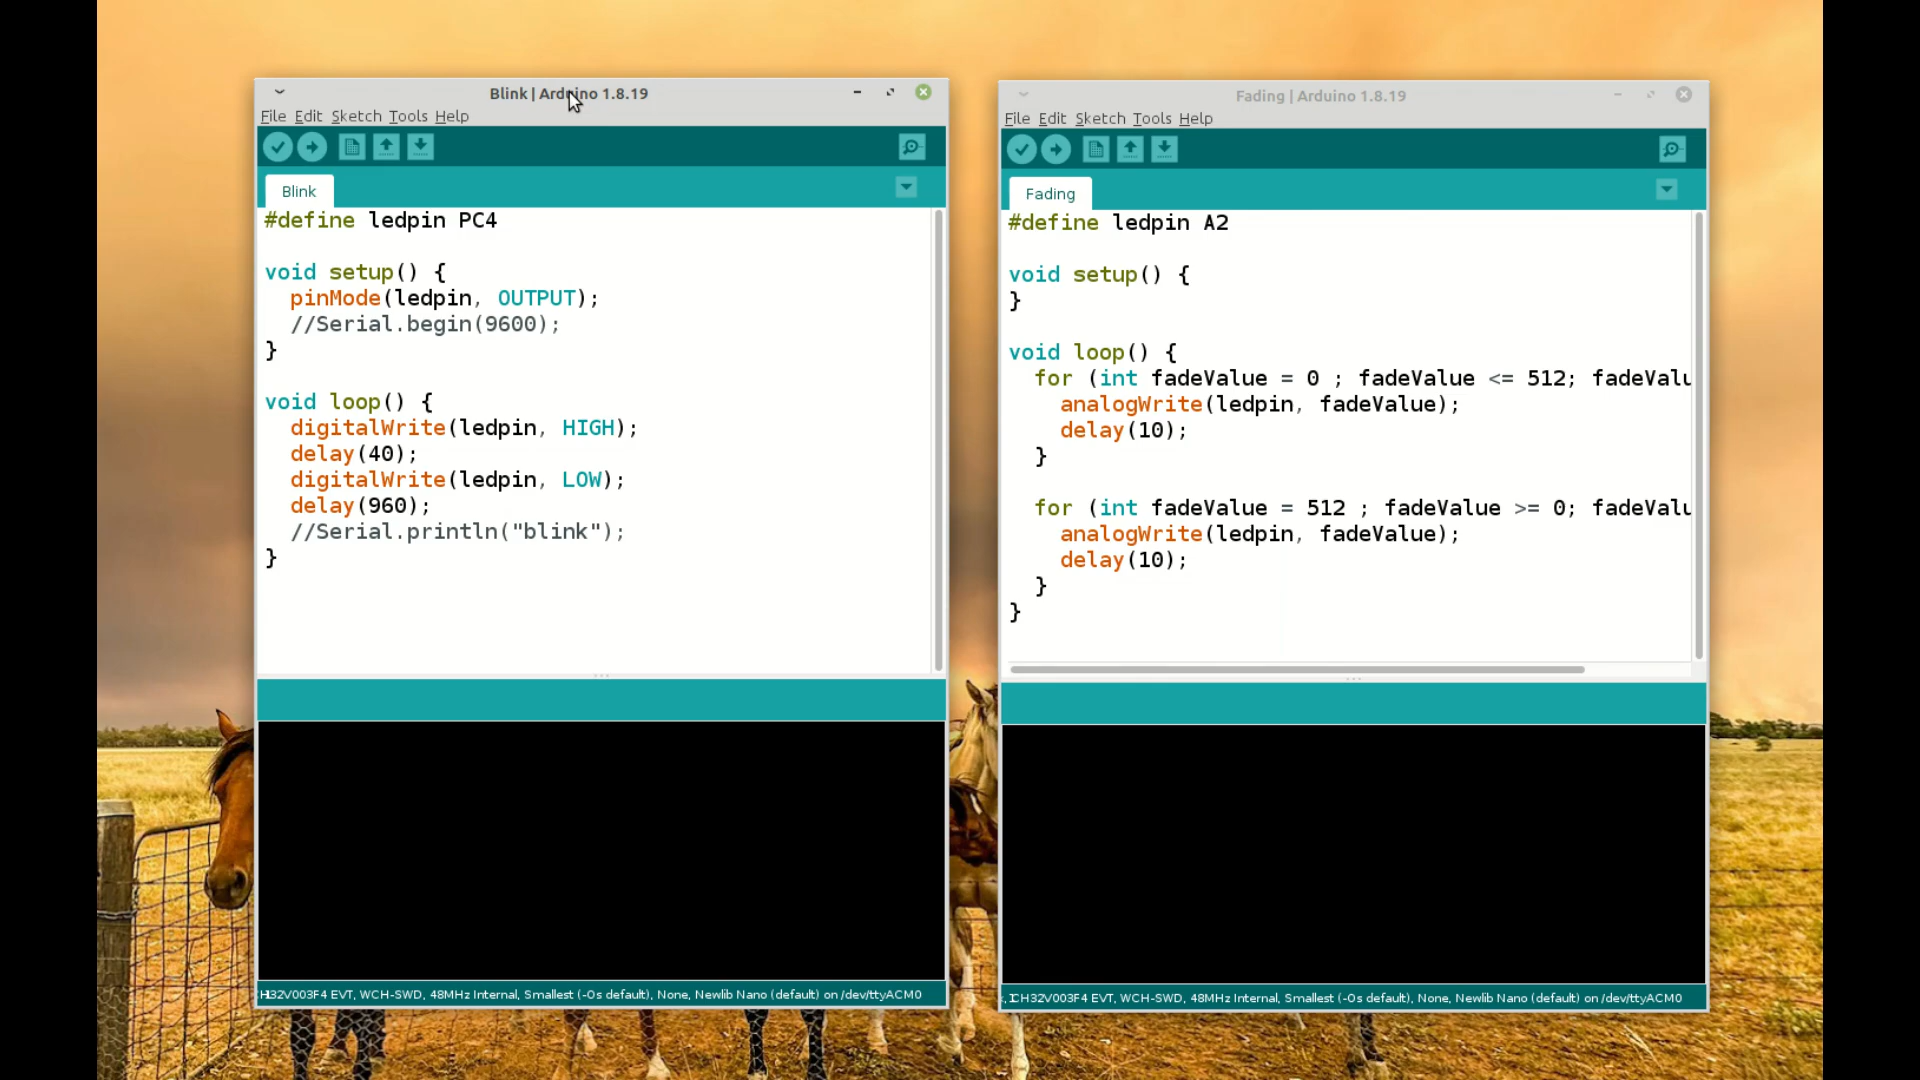 Blink | Arduino 1.8.19
File Edit Sketch Tools Help
Blink
#define ledpin PC4
void setup() {
pinMode(ledpin, OUTPUT);
//Serial.begin(9600);
}
void loop() {
digitalWrite(ledpin, HIGH);
delay(40);
digitalWrite(ledpin, LOW);
delay(960);
//Serial.println("blink");
}
H32V003F4 EVT, WCH-SWD, 48MHz Internal, Smallest (-Os default), None, Newlib Nano (default) on /dev/ttyACM0
Fading | Arduino 1.8.19
File Edit Sketch Tools Help
Fading
#define ledpin A2
void setup() {
}
void loop() {
for (int fadeValue = 0 ; fadeValue <= 512; fadeValu
analogWrite(ledpin, fadeValue);
delay(10);
}
for (int fadeValue = 512 ; fadeValue >= 0; fadeValu
analogWrite(ledpin, fadeValue);
delay(10);
}
}
CH32V003F4 EVT, WCH-SWD, 48MHz Internal, Smallest (-Os default), None, Newlib Nano (default) on /dev/ttyACM0